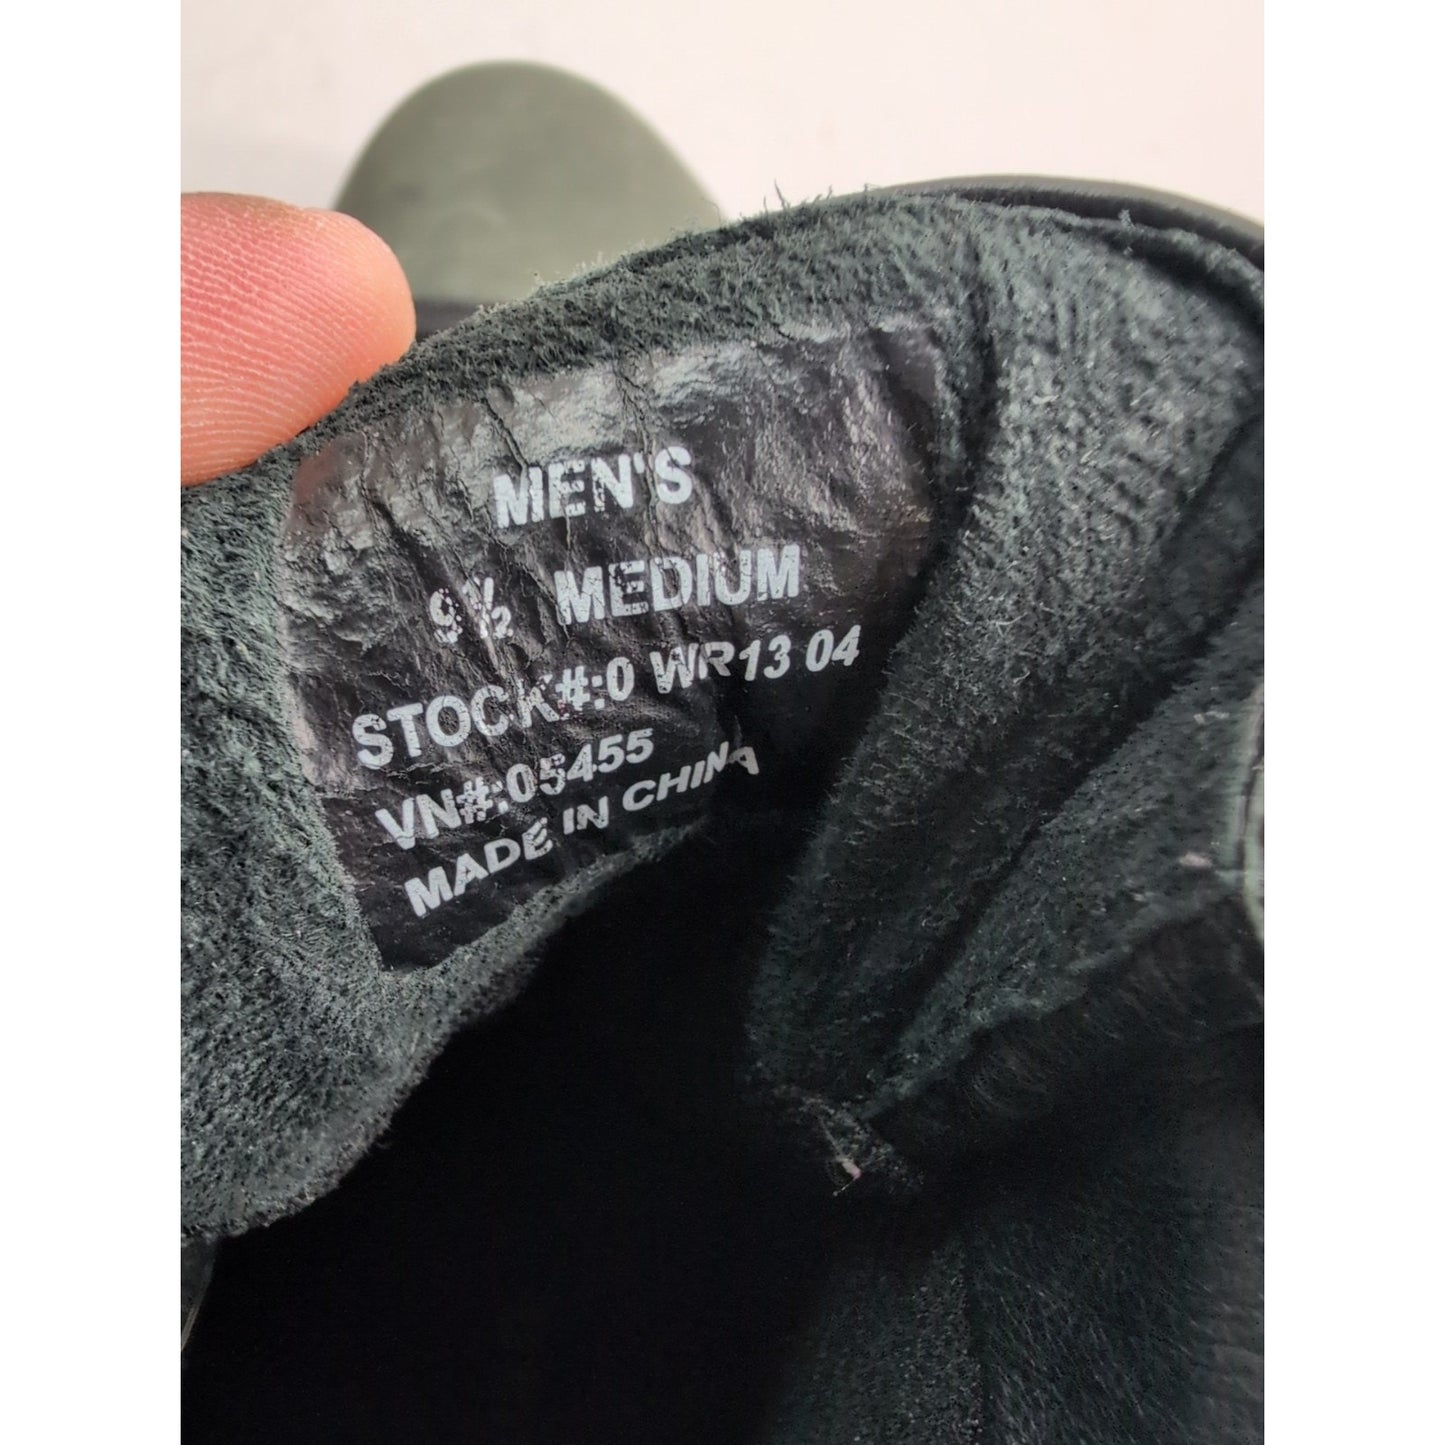 MEN'S
9½ MEDIUM
STOCK#:0 WR13 04
VN#:05455
MADE IN CHINA